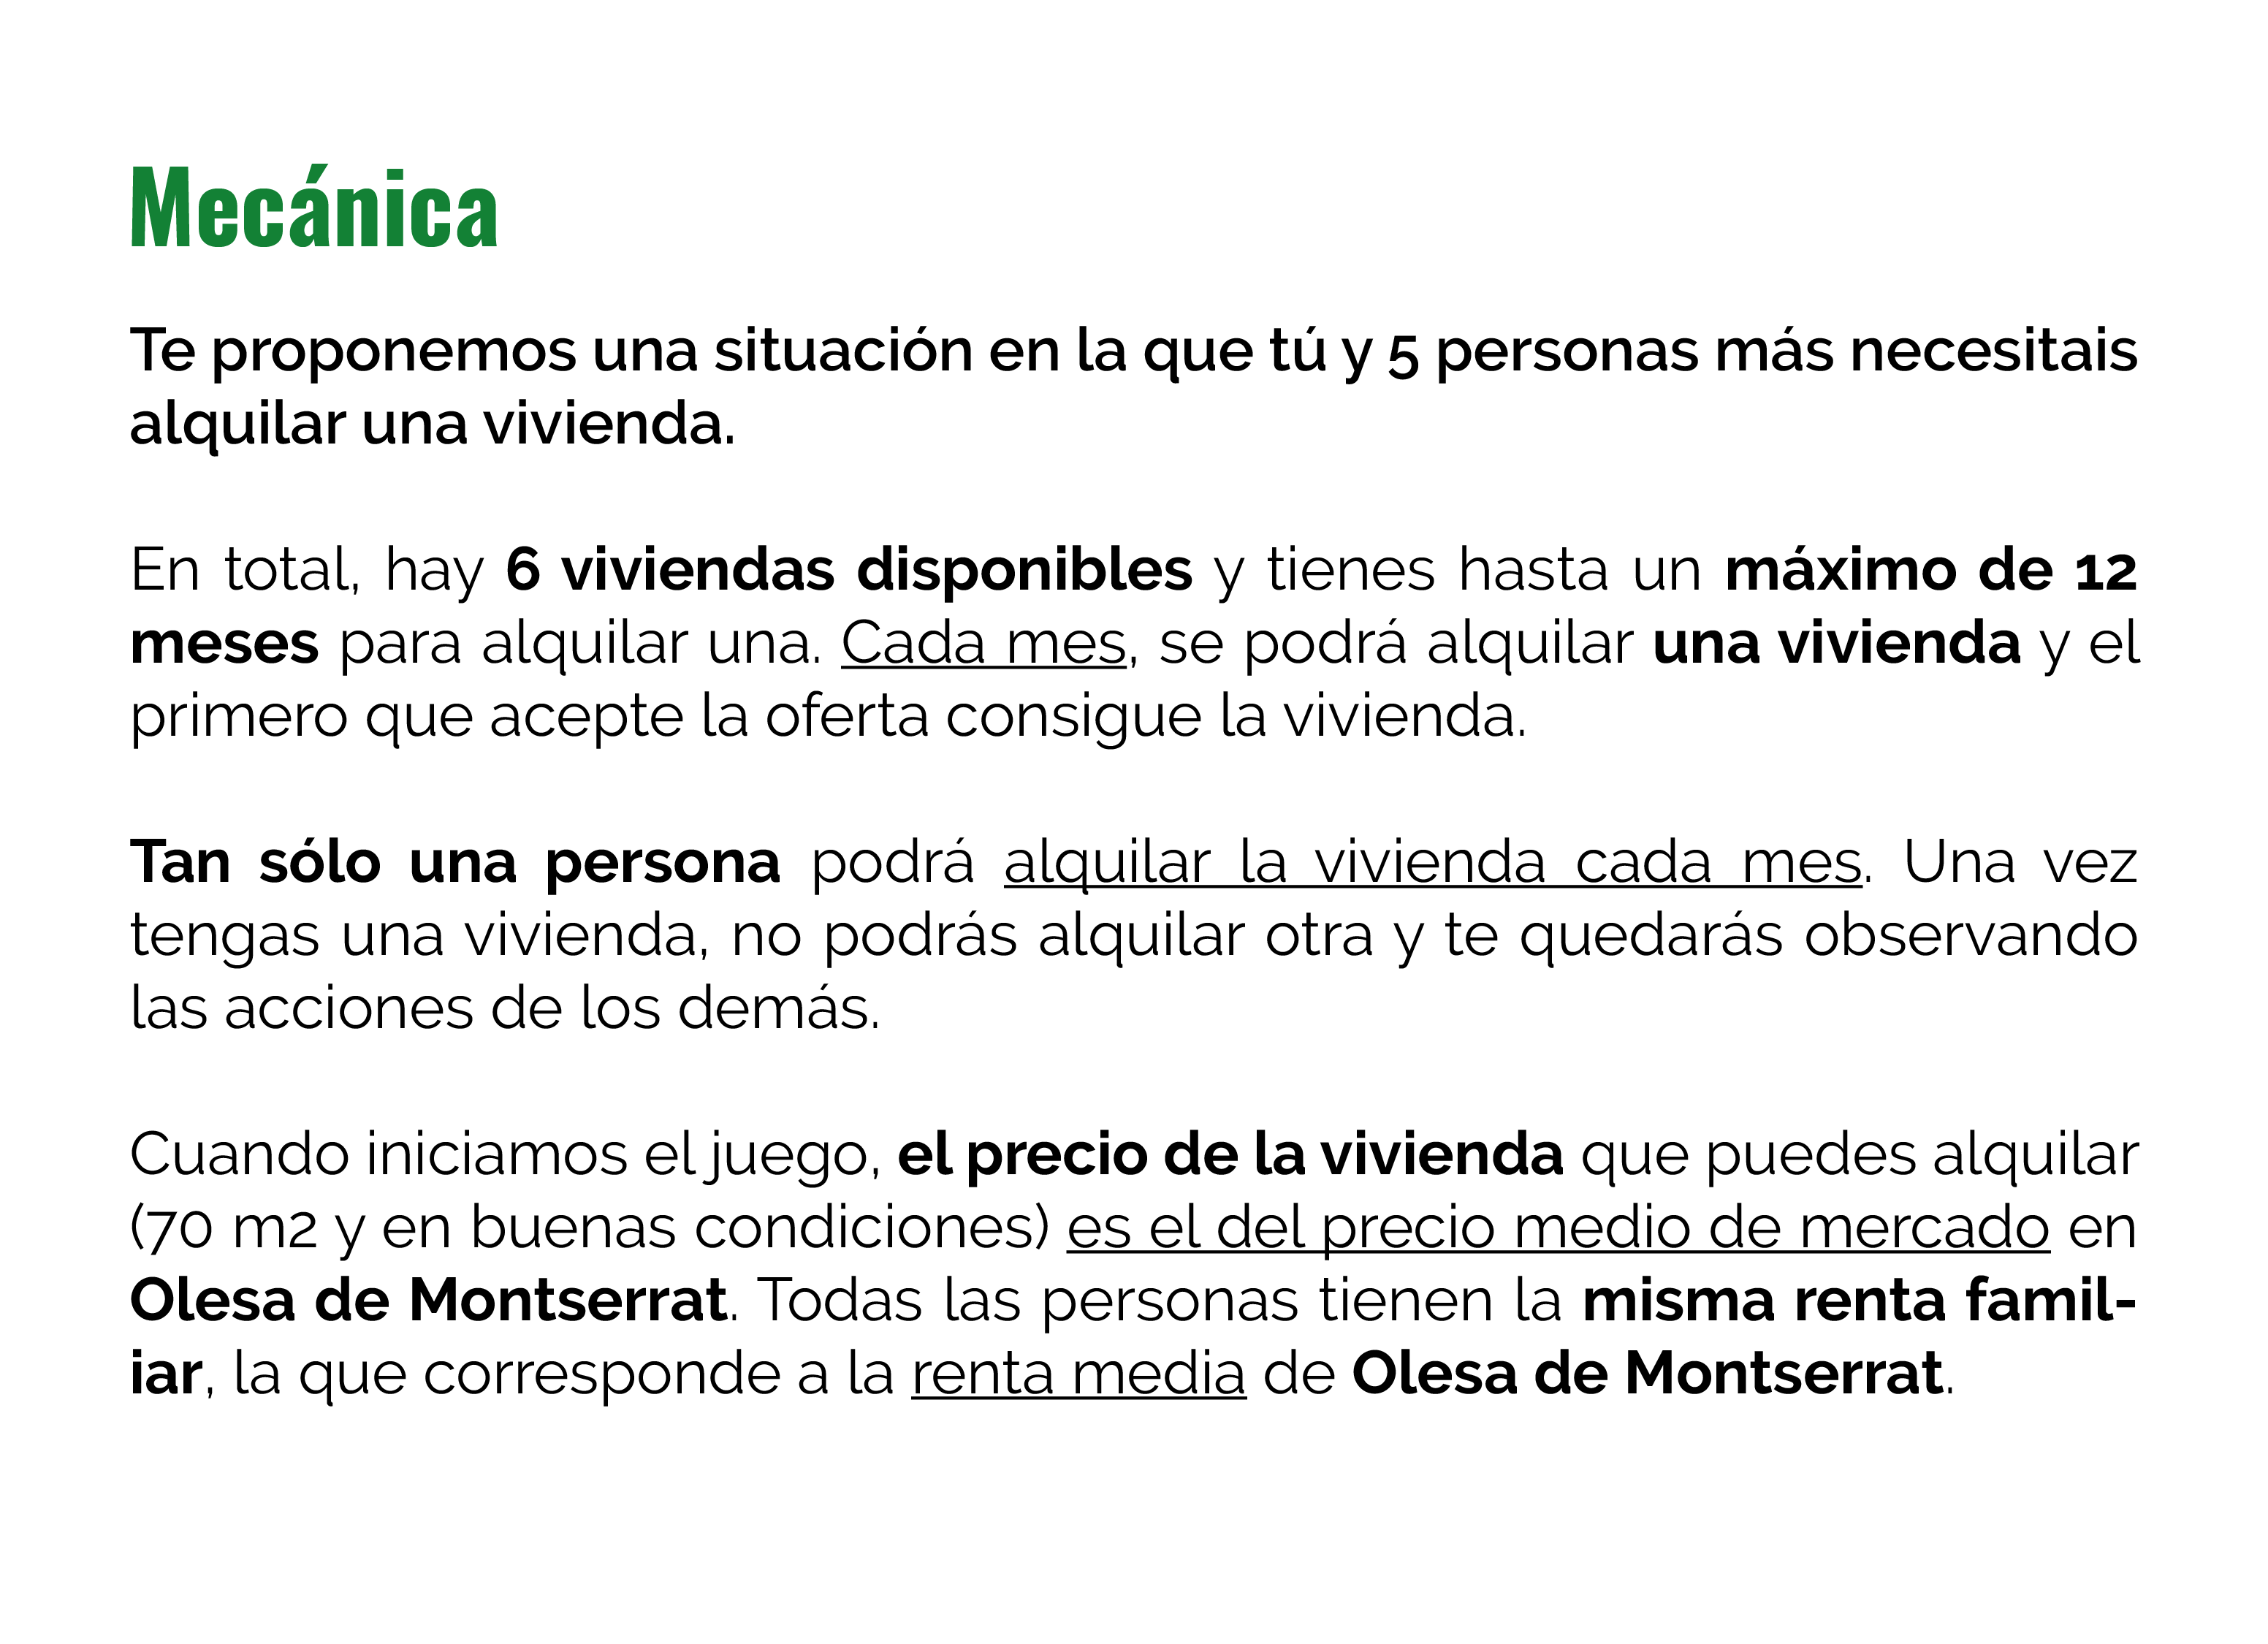 Mecánica
Te proponemos una situación en la que tú y 5 personas más necesitais
alquilar una vivienda.
En total, hay 6 viviendas disponibles y tienes hasta un máximo de 12
meses para alquilar una. Cada mes, se podrá alquilar una vivienda y el
primero que acepte la oferta consigue la vivienda.
Tan sólo una persona podrá alquilar la vivienda cada mes. Una vez
tengas una vivienda, no podrás alquilar otra y te quedarás observando
las acciones de los demás.
Cuando iniciamos el juego, el precio de la vivienda que puedes alquilar
(70 m2 y en buenas condiciones) es el del precio medio de mercado en
Olesa de Montserrat. Todas las personas tienen la misma renta famil-
iar, la que corresponde a la renta media de Olesa de Montserrat.